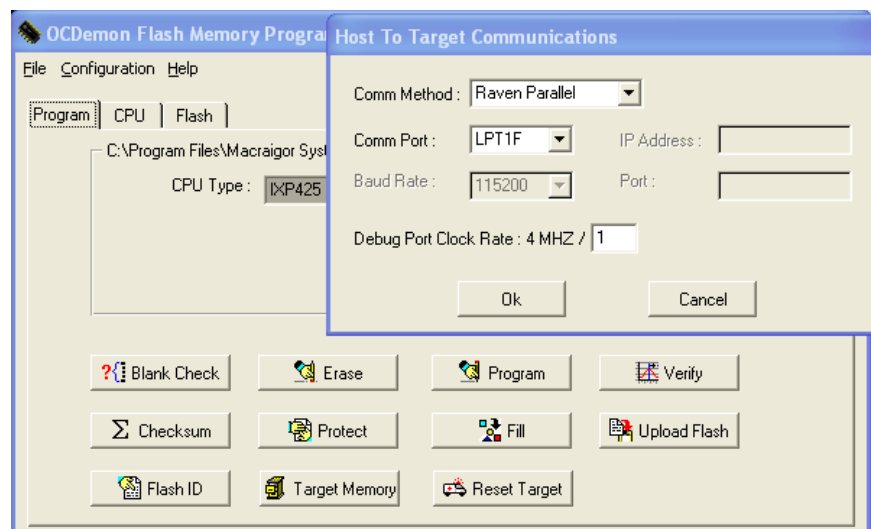 OCDemon Flash Memory Progra
File Configuration Help
Program CPU Flash
C:\Program Files\Macraigor Syst
CPU Type : IXP425
Host To Target Communications
Comm Method : Raven Parallel
Comm Port : LPT1F IP Address :
Baud Rate : 115200 Port :
Debug Port Clock Rate : 4 MHZ / 1
Ok Cancel
?{ Blank Check Erase Program Verify
Σ Checksum Protect Fill Upload Flash
Flash ID Target Memory Reset Target